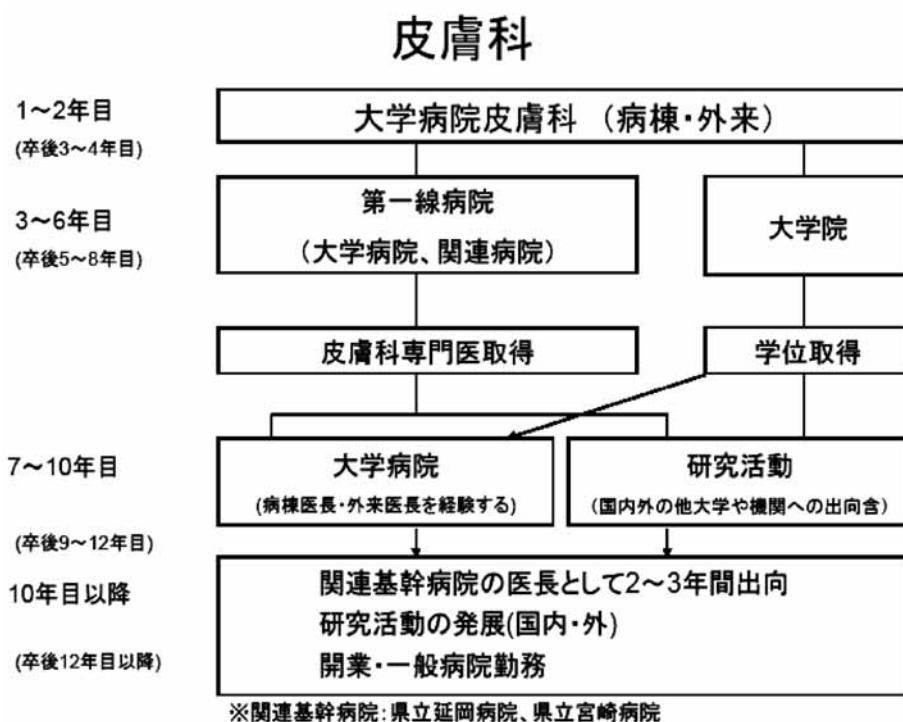 皮膚科
1～2年目
(卒後3～4年目)
大学病院皮膚科 (病棟・外来)
3～6年目
(卒後5～8年目)
第一線病院
(大学病院、関連病院)
大学院
皮膚科専門医取得
学位取得
7～10年目
(卒後9～12年目)
大学病院
(病棟医長・外来医長を経験する)
研究活動
(国内外の他大学や機関への出向含)
10年目以降
(卒後12年目以降)
関連基幹病院の医長として2～3年間出向
研究活動の発展(国内・外)
開業・一般病院勤務
※関連基幹病院：県立延岡病院、県立宮崎病院